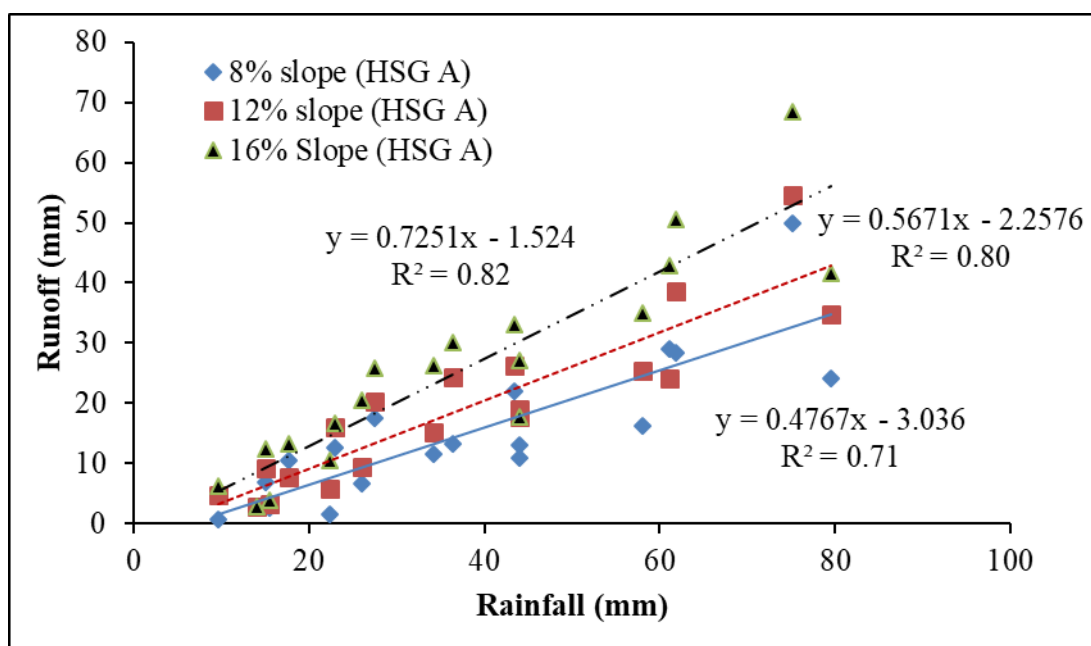 80
70
60
50
40
30
20
10
0
Runoff (mm)
8% slope (HSG A)
12% slope (HSG A)
16% Slope (HSG A)
y = 0.7251x - 1.524
R² = 0.82
y = 0.5671x - 2.2576
R² = 0.80
y = 0.4767x - 3.036
R² = 0.71
0 20 40 60 80 100
Rainfall (mm)